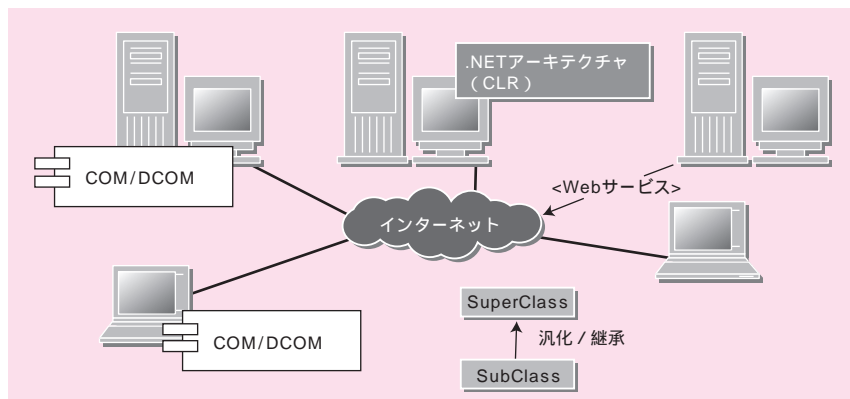 .NETアーキテクチャ
（CLR）
COM/DCOM
<Webサービス>
インターネット
COM/DCOM
SuperClass
汎化 / 継承
SubClass